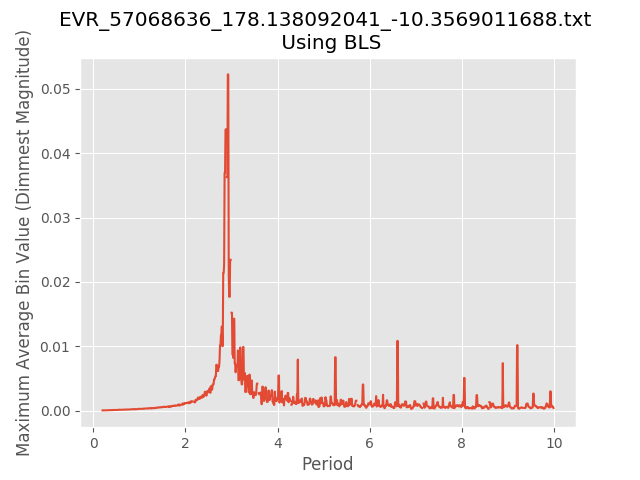 EVR_57068636_178.138092041_-10.3569011688.txt
Using BLS
Maximum Average Bin Value (Dimmest Magnitude)
0.05
0.04
0.03
0.02
0.01
0.00
0 2 4 6 8 10
Period